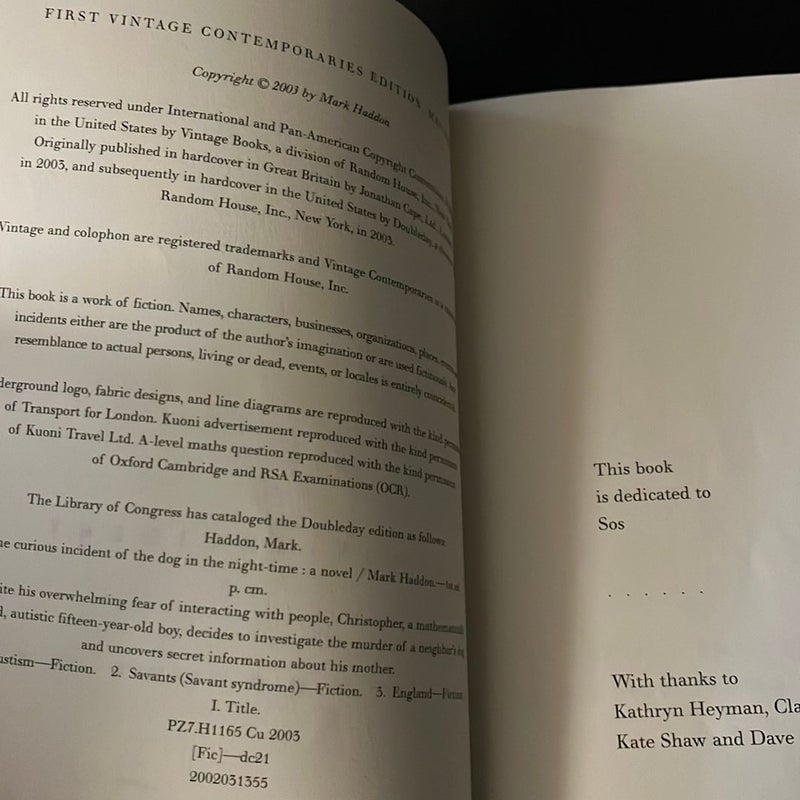 FIRST VINTAGE CONTEMPORARIES EDITION,
Copyright © 2003 by Mark Haddon
All rights reserved under International and Pan-American Copyright Conventions.
in the United States by Vintage Books, a division of Random House, Inc., New
Originally published in hardcover in Great Britain by Jonathan Cape, Ltd.,
in 2003, and subsequently in hardcover in the United States by Doubleday, a
Random House, Inc., New York, in 2003.
Vintage and colophon are registered trademarks and Vintage Contemporaries is a
of Random House, Inc.
This book is a work of fiction. Names, characters, businesses, organizations, places,
incidents either are the product of the author's imagination or are used fictitiously.
resemblance to actual persons, living or dead, events, or locales is entirely coincidental.
derground logo, fabric designs, and line diagrams are reproduced with the kind
of Transport for London. Kuoni advertisement reproduced with the kind permission
of Kuoni Travel Ltd. A-level maths question reproduced with the kind permission
of Oxford Cambridge and RSA Examinations (OCR).
The Library of Congress has cataloged the Doubleday edition as follows:
Haddon, Mark.
he curious incident of the dog in the night-time : a novel / Mark Haddon.—
p. cm.
ite his overwhelming fear of interacting with people, Christopher, a mathematically
d, autistic fifteen-year-old boy, decides to investigate the murder of a neighbor's dog
and uncovers secret information about his mother.
ustism—Fiction. 2. Savants (Savant syndrome)—Fiction. 3. England—Fiction
I. Title.
PZ7.H1165 Cu 2003
[Fic]—dc21
2002031355
This book
is dedicated to
Sos
. . . . . .
With thanks to
Kathryn Heyman, Cla
Kate Shaw and Dave